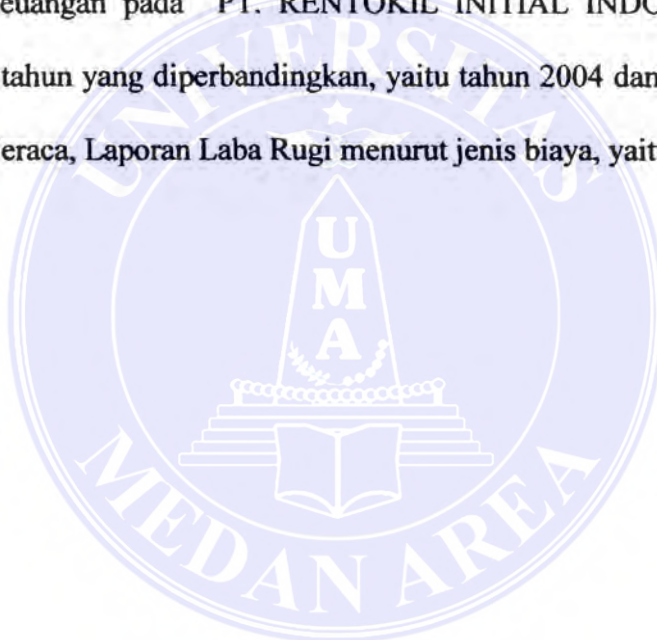 euangan pada PT. RENTOKIL INITIAL INDO
tahun yang diperbandingkan, yaitu tahun 2004 dan
eraca, Laporan Laba Rugi menurut jenis biaya, yait
UNIVERSITAS
U
M
A
MEDAN AREA